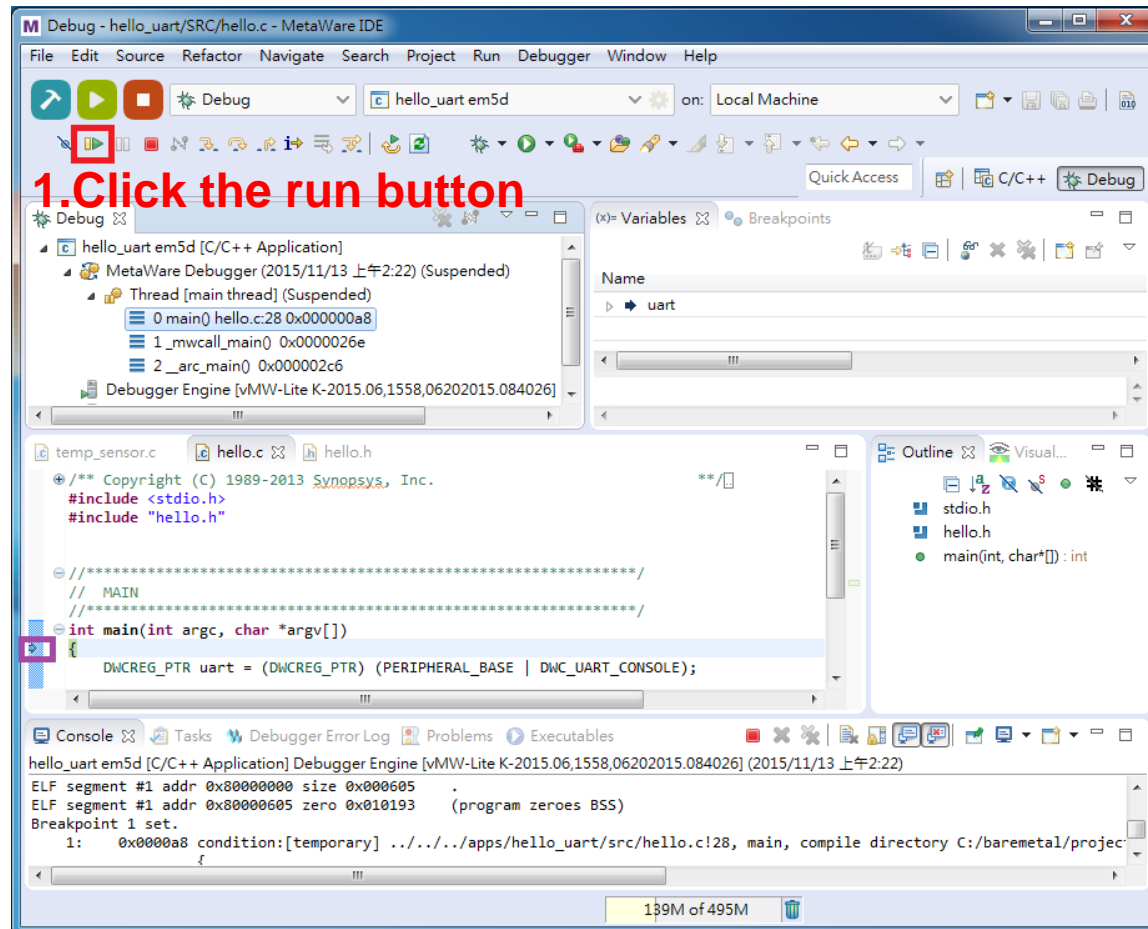 Debug - hello_uart/SRC/hello.c - MetaWare IDE
File Edit Source Refactor Navigate Search Project Run Debugger Window Help
Debug hello_uart em5d on: Local Machine
Quick Access C/C++ Debug
1.Click the run button
Debug
hello_uart em5d [C/C++ Application]
MetaWare Debugger (2015/11/13 上午2:22) (Suspended)
Thread [main thread] (Suspended)
0 main() hello.c:28 0x000000a8
1 _mwcall_main() 0x0000026e
2 __arc_main() 0x000002c6
Debugger Engine [vMW-Lite K-2015.06,1558,06202015.084026]
(x)= Variables Breakpoints
Name
uart
temp_sensor.c hello.c hello.h
/** Copyright (C) 1989-2013 Synopsys, Inc. **/
#include <stdio.h>
#include "hello.h"
//***************************************************************/
// MAIN
//***************************************************************/
int main(int argc, char *argv[])
{
DWCREG_PTR uart = (DWCREG_PTR) (PERIPHERAL_BASE | DWC_UART_CONSOLE);
Outline Visual...
stdio.h
hello.h
main(int, char*[]) : int
Console Tasks Debugger Error Log Problems Executables
hello_uart em5d [C/C++ Application] Debugger Engine [vMW-Lite K-2015.06,1558,06202015.084026] (2015/11/13 上午2:22)
ELF segment #1 addr 0x80000000 size 0x000605 .
ELF segment #1 addr 0x80000605 zero 0x010193 (program zeroes BSS)
Breakpoint 1 set.
1: 0x0000a8 condition:[temporary] ../../../apps/hello_uart/src/hello.c!28, main, compile directory C:/baremetal/projec
{
139M of 495M